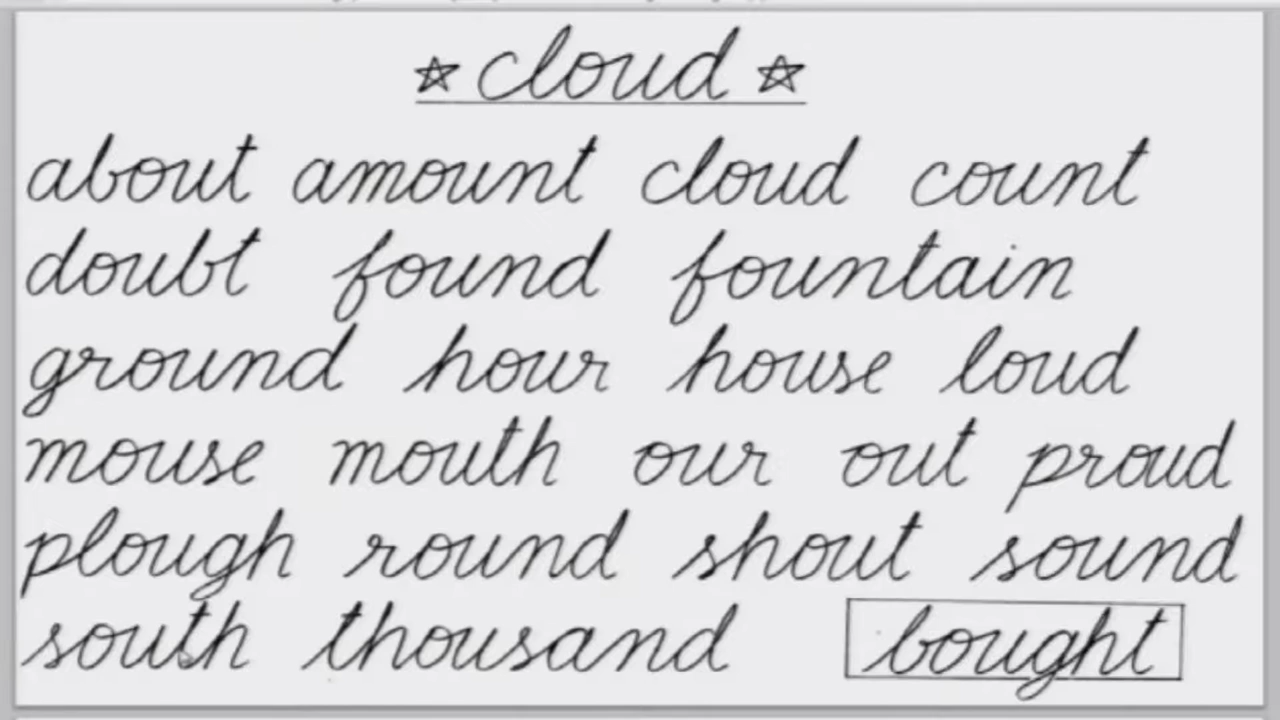 ☆ cloud ☆
about amount cloud count
doubt found fountain
ground hour house loud
mouse mouth our out proud
plough round shout sound
south thousand bought